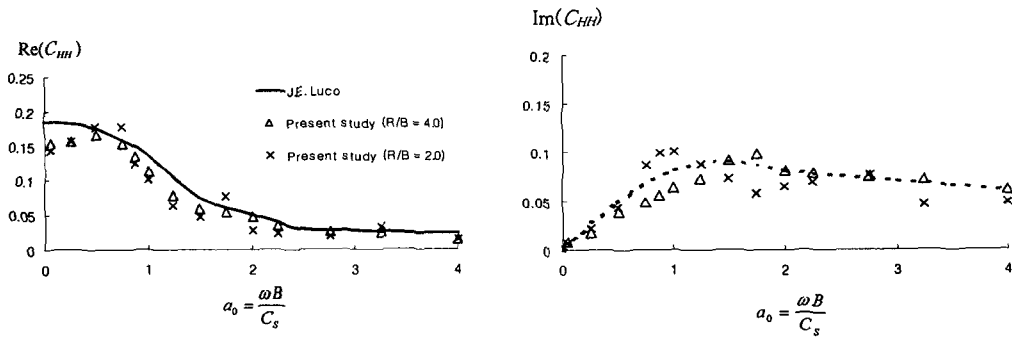 Re(C_HH)
0.25
0.2
0.15
0.1
0.05
0
0 1 2 3 4
J.E. Luco
Present study (R/B = 4.0)
Present study (R/B = 2.0)
a₀ = ωB/C_s
Im(C_HH)
0.2
0.15
0.1
0.05
0
0 1 2 3 4
a₀ = ωB/C_s